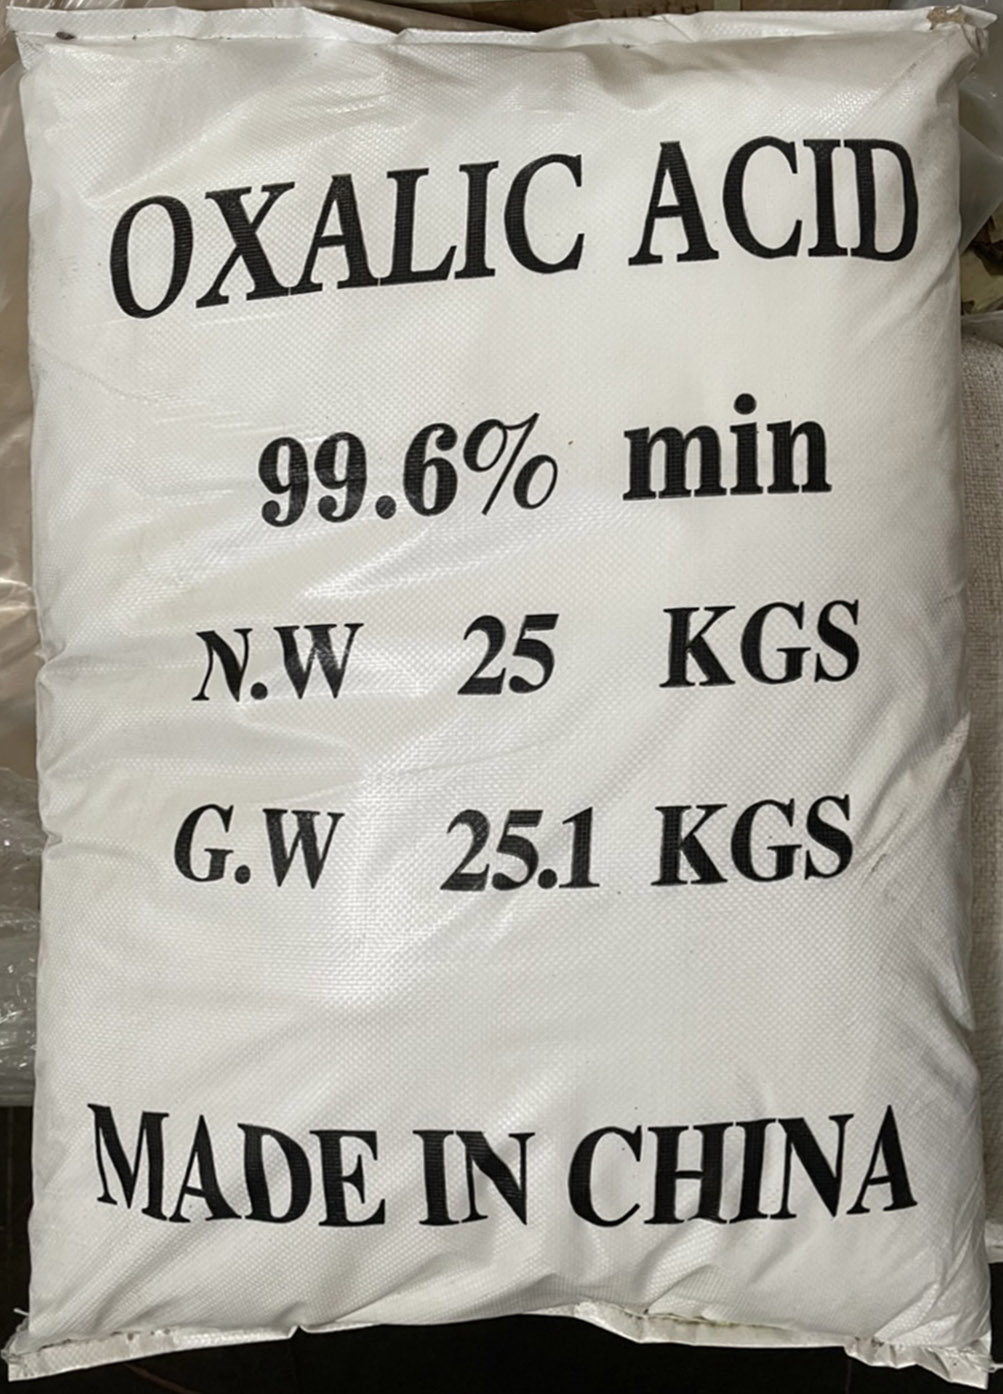 OXALIC ACID
99.6% min
N.W 25 KGS
G.W 25.1 KGS
MADE IN CHINA